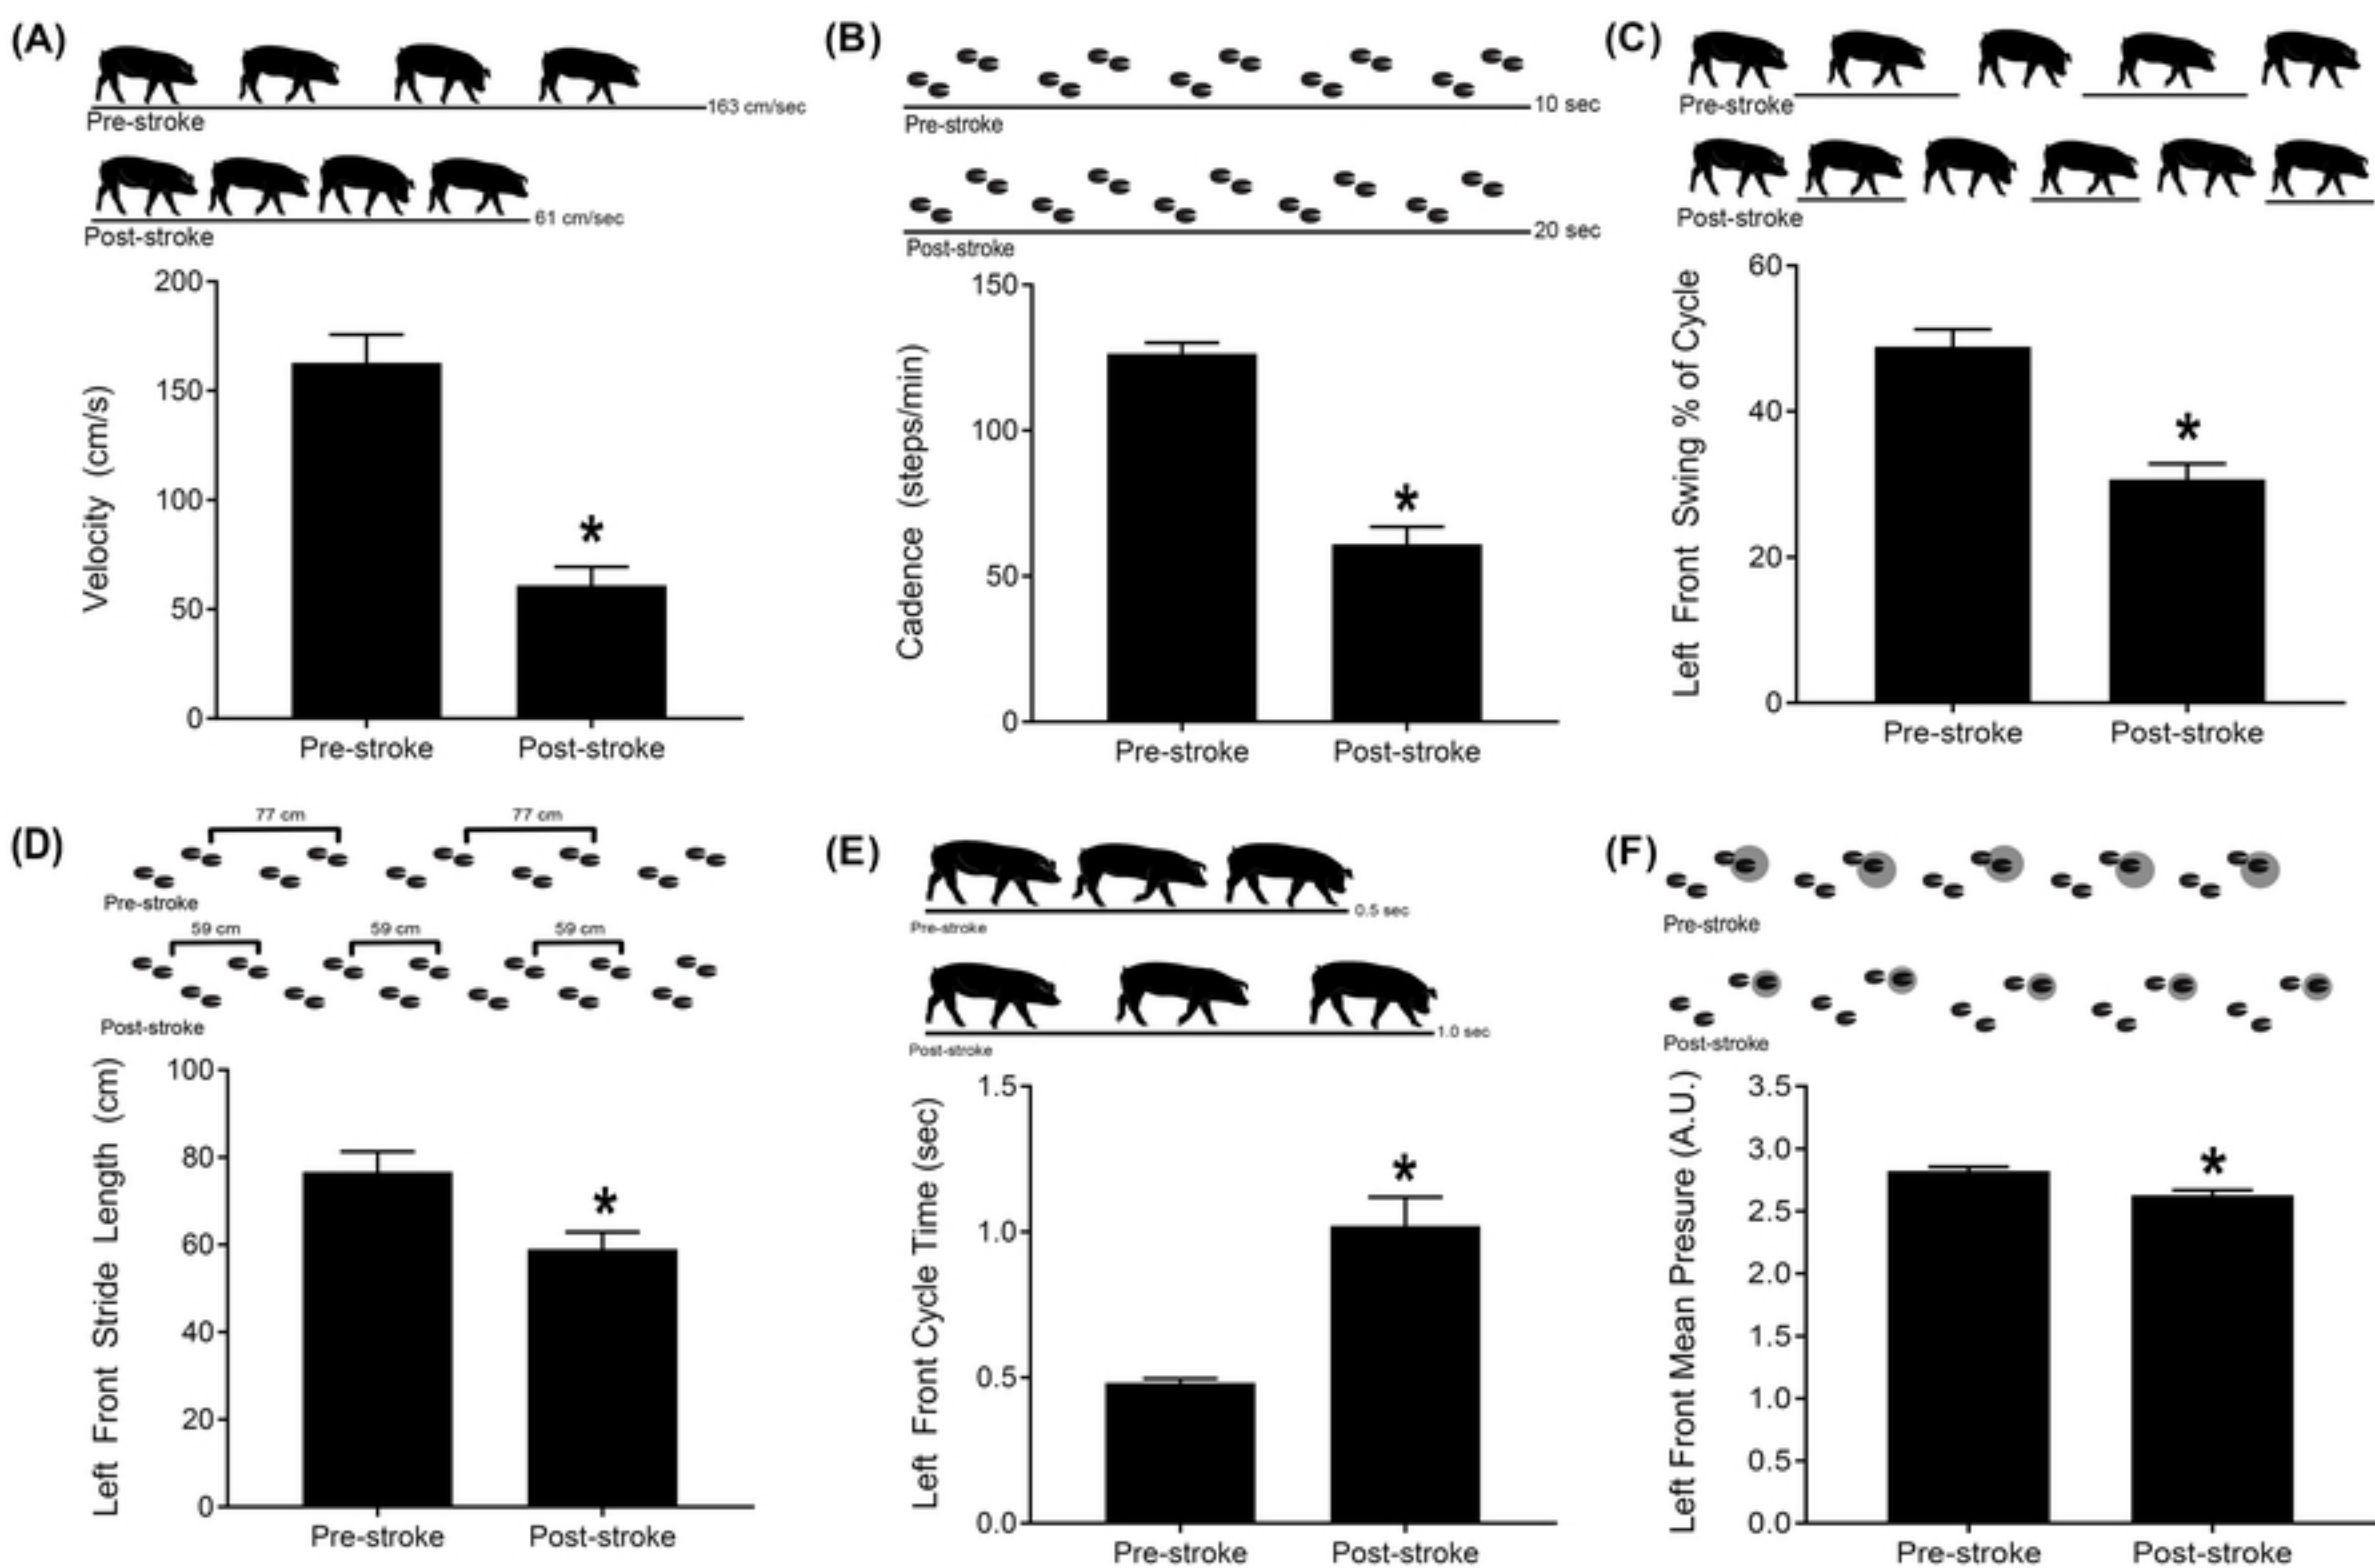 (A)
163 cm/sec
Pre-stroke
61 cm/sec
Post-stroke
200
150
100
50
0
Velocity (cm/s)
*
Pre-stroke
Post-stroke
(B)
10 sec
Pre-stroke
20 sec
Post-stroke
150
100
50
0
Cadence (steps/min)
*
Pre-stroke
Post-stroke
(C)
Pre-stroke
Post-stroke
60
40
20
0
Left Front Swing % of Cycle
*
Pre-stroke
Post-stroke
(D)
77 cm
77 cm
Pre-stroke
59 cm
59 cm
59 cm
Post-stroke
100
80
60
40
20
0
Left Front Stride Length (cm)
*
Pre-stroke
Post-stroke
(E)
0.5 sec
Pre-stroke
1.0 sec
Post-stroke
1.5
1.0
0.5
0.0
Left Front Cycle Time (sec)
*
Pre-stroke
Post-stroke
(F)
Pre-stroke
Post-stroke
3.5
3.0
2.5
2.0
1.5
1.0
0.5
0.0
Left Front Mean Presure (A.U.)
*
Pre-stroke
Post-stroke